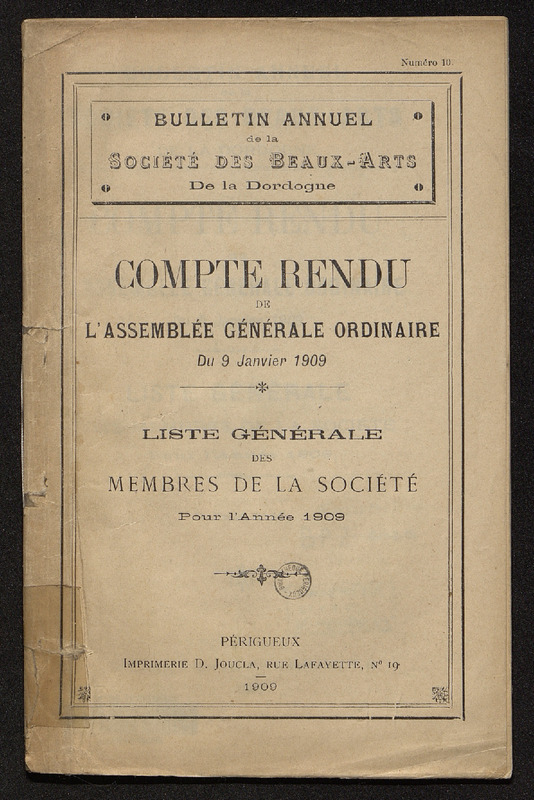 Numéro 10.
BULLETIN ANNUEL
de la
SOCIÉTÉ DES BEAUX-ARTS
De la Dordogne
COMPTE RENDU
DE
L'ASSEMBLÉE GÉNÉRALE ORDINAIRE
Du 9 Janvier 1909
LISTE GÉNÉRALE
DES
MEMBRES DE LA SOCIÉTÉ
Pour l'Année 1909
PÉRIGUEUX
IMPRIMERIE D. JOUCLA, RUE LAFAYETTE, Nº 19
1909